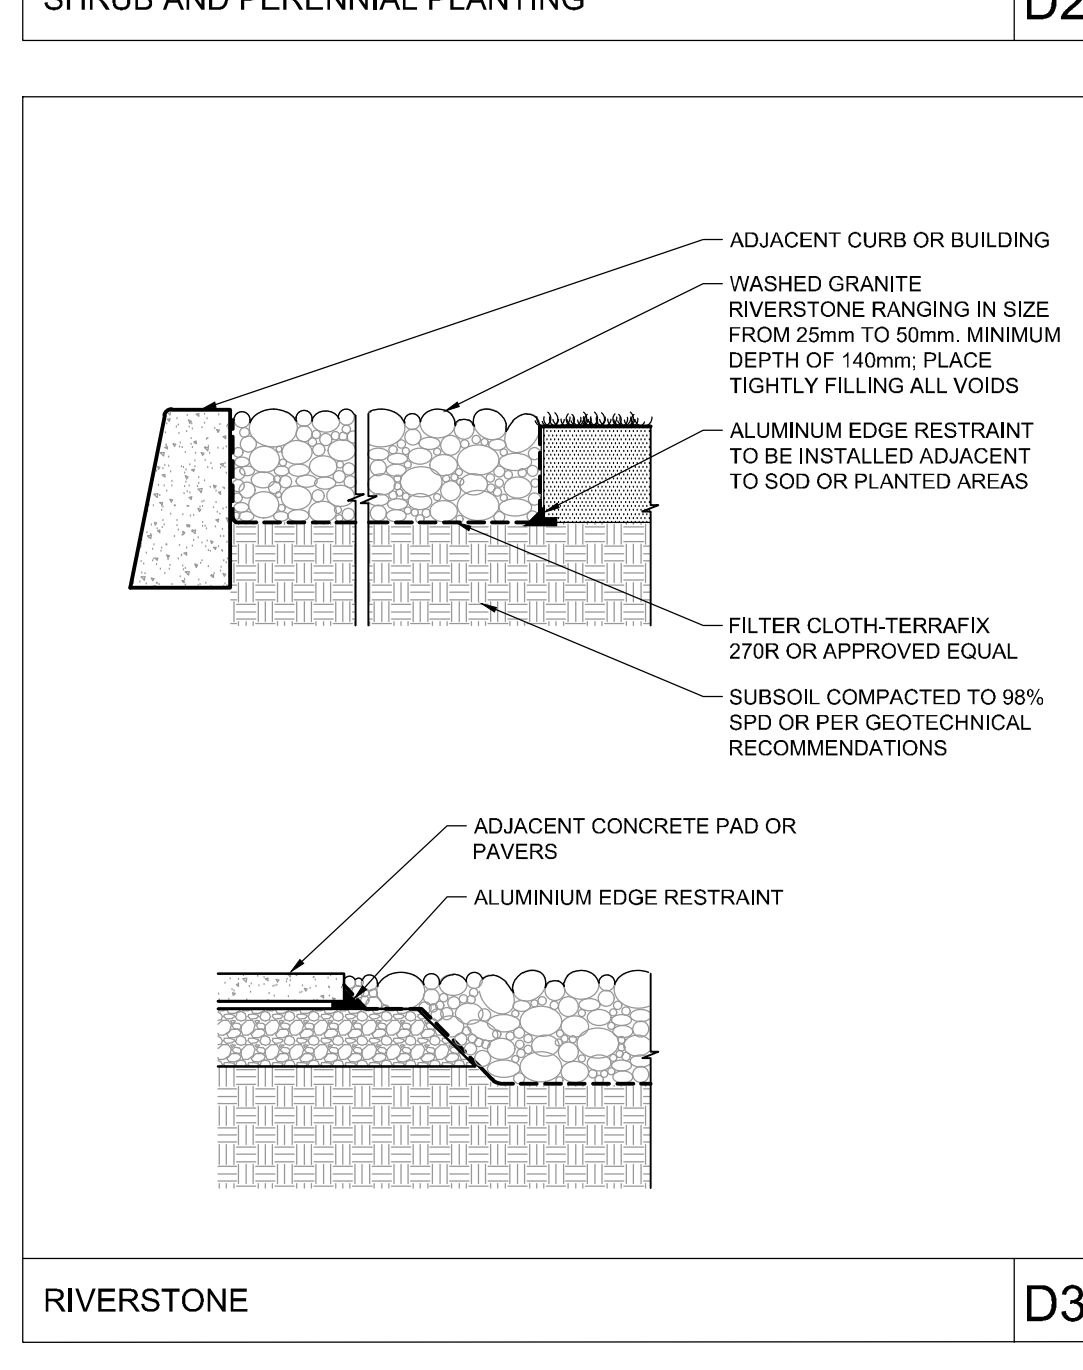 SHRUB AND PERENNIAL PLANTING
D2
ADJACENT CURB OR BUILDING
WASHED GRANITE
RIVERSTONE RANGING IN SIZE
FROM 25mm TO 50mm. MINIMUM
DEPTH OF 140mm; PLACE
TIGHTLY FILLING ALL VOIDS
ALUMINUM EDGE RESTRAINT
TO BE INSTALLED ADJACENT
TO SOD OR PLANTED AREAS
FILTER CLOTH-TERRAFIX
270R OR APPROVED EQUAL
SUBSOIL COMPACTED TO 98%
SPD OR PER GEOTECHNICAL
RECOMMENDATIONS
ADJACENT CONCRETE PAD OR
PAVERS
ALUMINIUM EDGE RESTRAINT
RIVERSTONE
D3